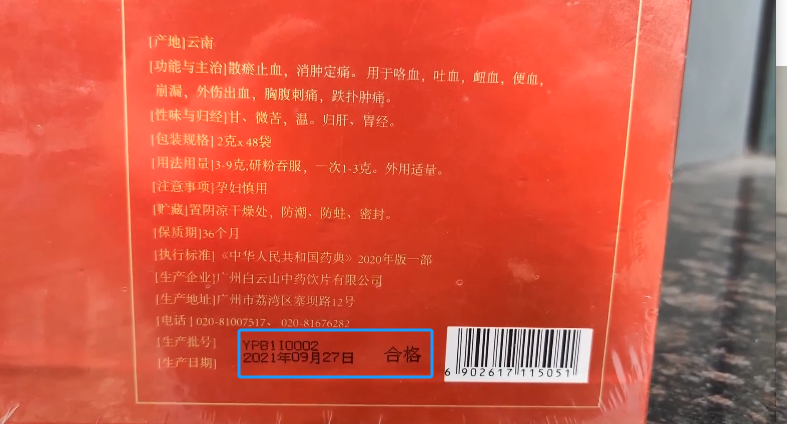 [产地]云南
[功能与主治]散瘀止血，消肿定痛。用于咯血，吐血，衄血，便血，
崩漏，外伤出血，胸腹刺痛，跌扑肿痛。
[性味与归经]甘、微苦，温。归肝、胃经。
[包装规格] 2克x48袋
[用法用量]3-9克,研粉吞服，一次1-3克。外用适量。
[注意事项]孕妇慎用
[贮藏]置阴凉干燥处，防潮、防蛀、密封。
[保质期]36个月
[执行标准]《中华人民共和国药典》2020年版一部
[生产企业]广州白云山中药饮片有限公司
[生产地址]广州市荔湾区塞坝路12号
[电话] 020-81007517、 020-81676282
[生产批号] YPB1I0002
[生产日期] 2021年09月27日 合格
6 902617 115051